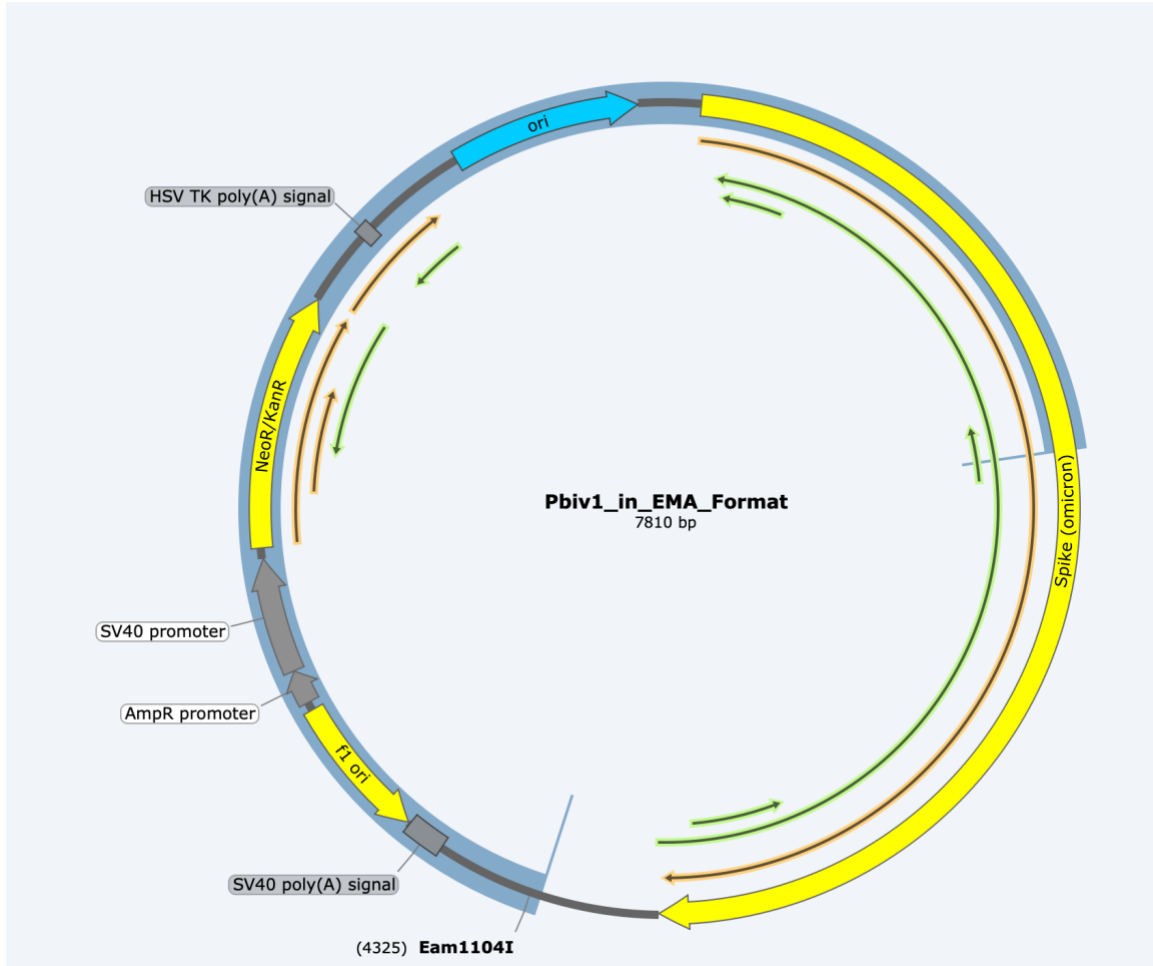 ori
HSV TK poly(A) signal
NeoR/KanR
Pbiv1_in_EMA_Format
7810 bp
Spike (omicron)
SV40 promoter
AmpR promoter
f1 ori
SV40 poly(A) signal
(4325) Eam1104I